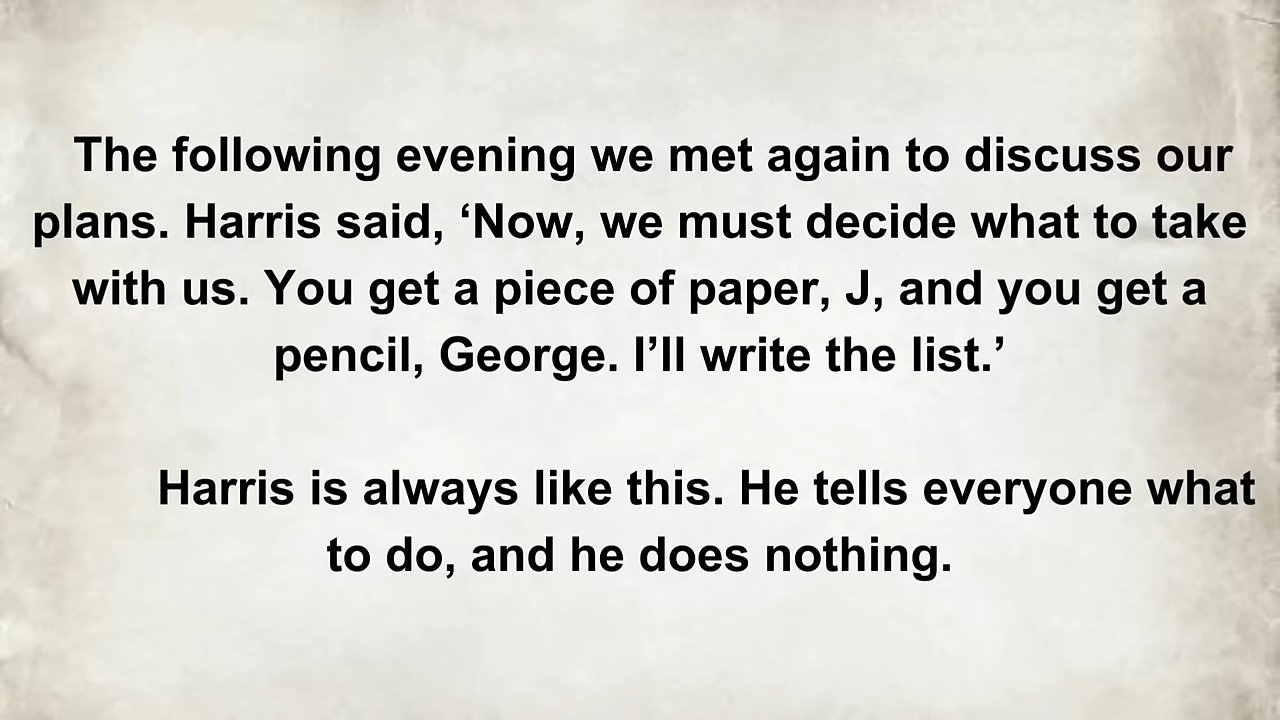 The following evening we met again to discuss our
plans. Harris said, ‘Now, we must decide what to take
with us. You get a piece of paper, J, and you get a
pencil, George. I’ll write the list.’
Harris is always like this. He tells everyone what
to do, and he does nothing.